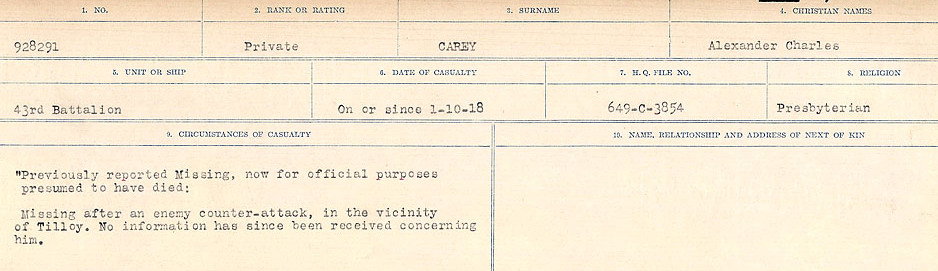 1. NO. 2. RANK OR RATING 3. SURNAME 4. CHRISTIAN NAMES
928291 Private CAREY Alexander Charles
5. UNIT OR SHIP 6. DATE OF CASUALTY 7. H.Q. FILE NO. 8. RELIGION
43rd Battalion On or since 1-10-18 649-C-3854 Presbyterian
9. CIRCUMSTANCES OF CASUALTY 10. NAME, RELATIONSHIP AND ADDRESS OF NEXT OF KIN
"Previously reported Missing, now for official purposes
presumed to have died:
Missing after an enemy counter-attack, in the vicinity
of Tilloy. No information has since been received concerning
him.